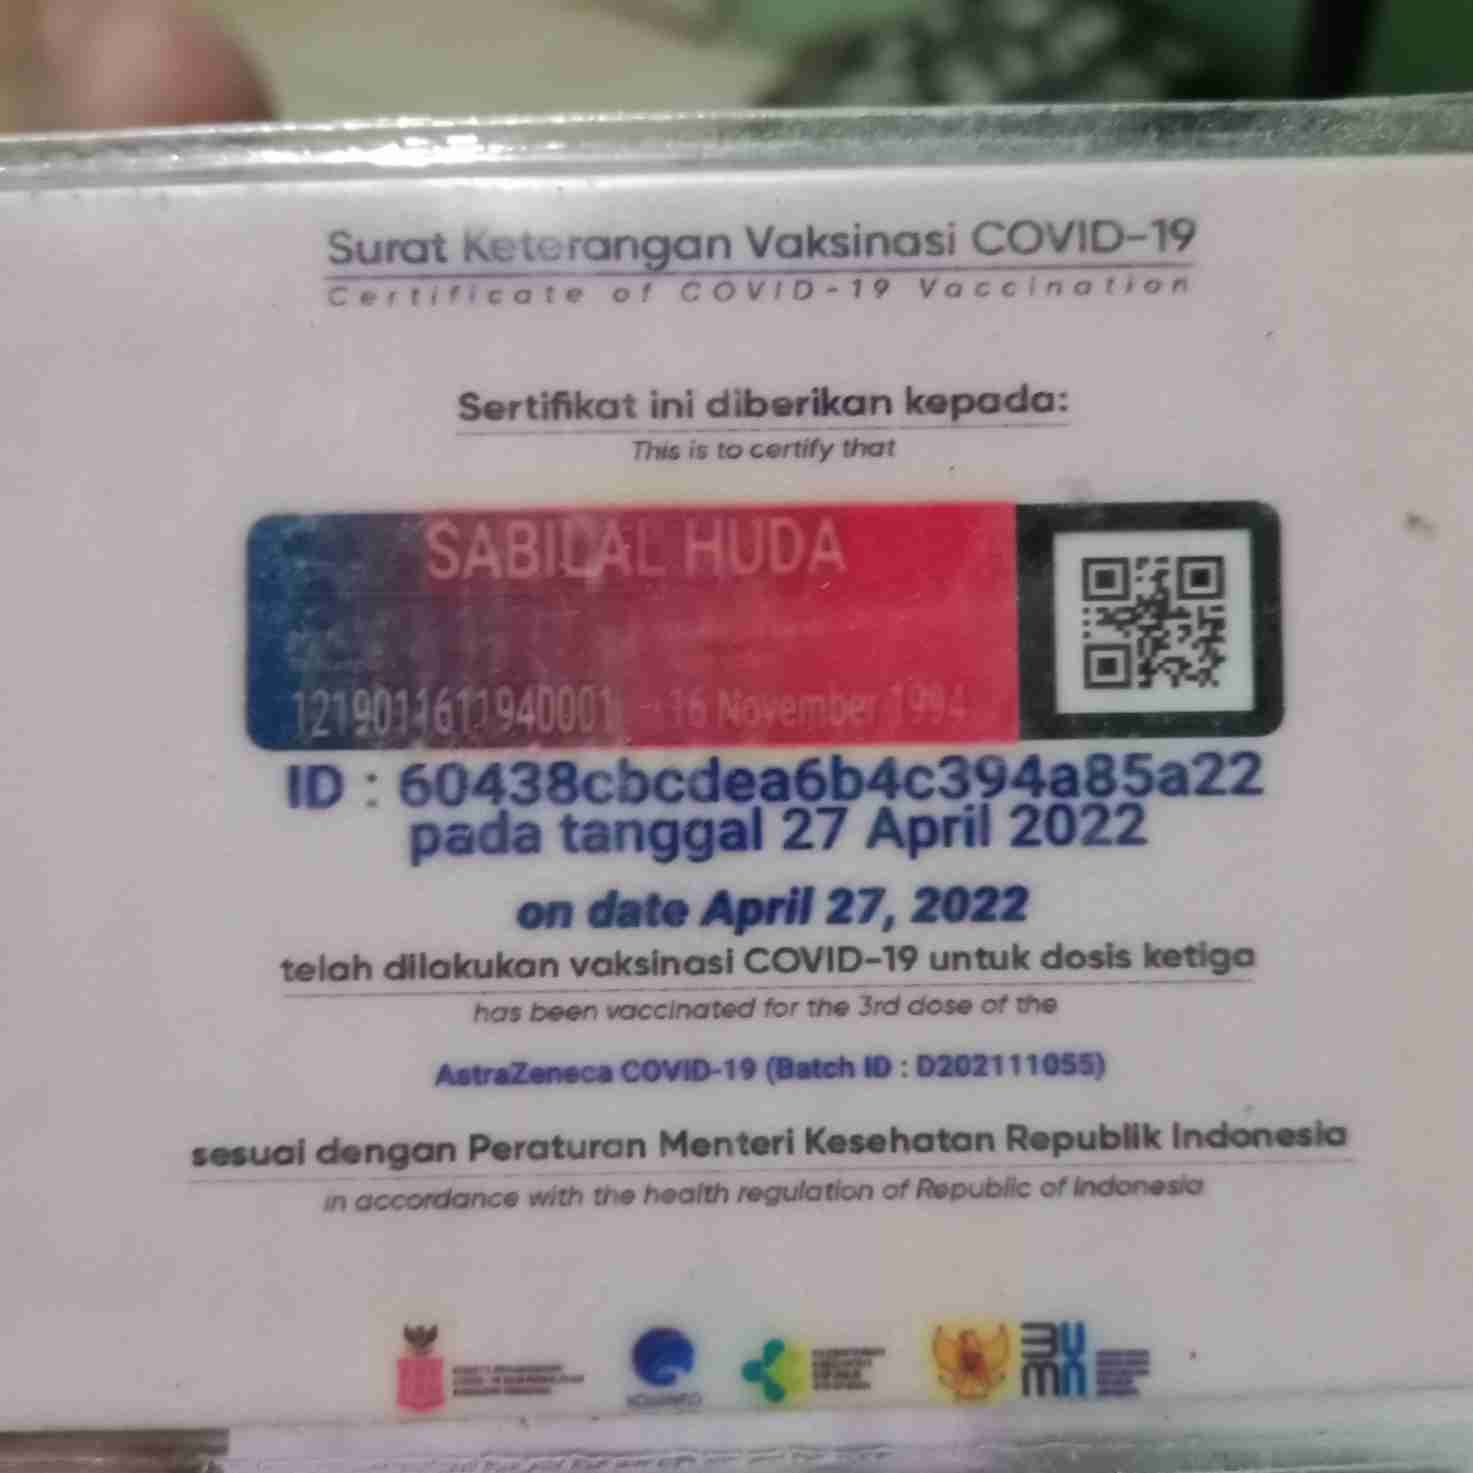 Surat Keterangan Vaksinasi COVID-19
Certificate of COVID-19 Vaccination
Sertifikat ini diberikan kepada:
This is to certify that
SABILAL HUDA
1219011611940001 - 16 November 1994
ID : 60438cbcdea6b4c394a85a22
pada tanggal 27 April 2022
on date April 27, 2022
telah dilakukan vaksinasi COVID-19 untuk dosis ketiga
has been vaccinated for the 3rd dose of the
AstraZeneca COVID-19 (Batch ID : D202111055)
sesuai dengan Peraturan Menteri Kesehatan Republik Indonesia
in accordance with the health regulation of Republic of Indonesia
KOMINFO
BUMN